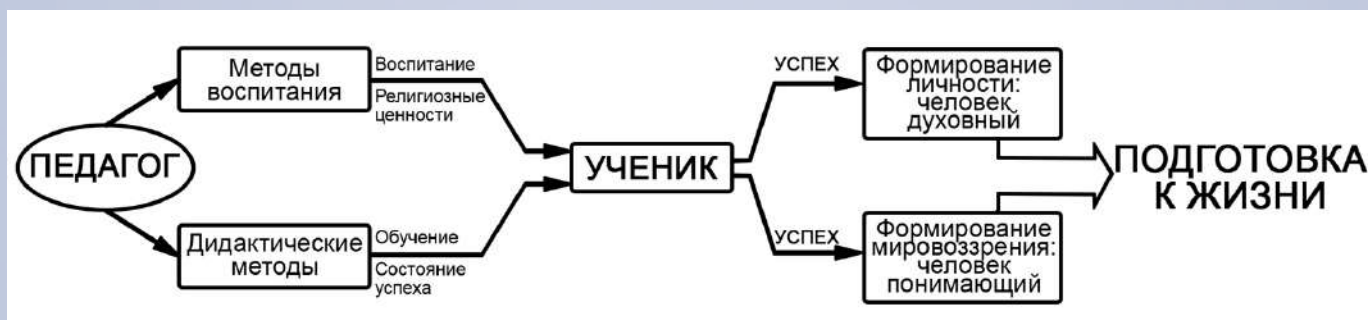 ПЕДАГОГ
Методы
воспитания
Воспитание
Религиозные
ценности
Дидактические
методы
Обучение
Состояние
успеха
УЧЕНИК
УСПЕХ
Формирование
личности:
человек
духовный
УСПЕХ
Формирование
мировоззрения:
человек
понимающий
ПОДГОТОВКА
К ЖИЗНИ